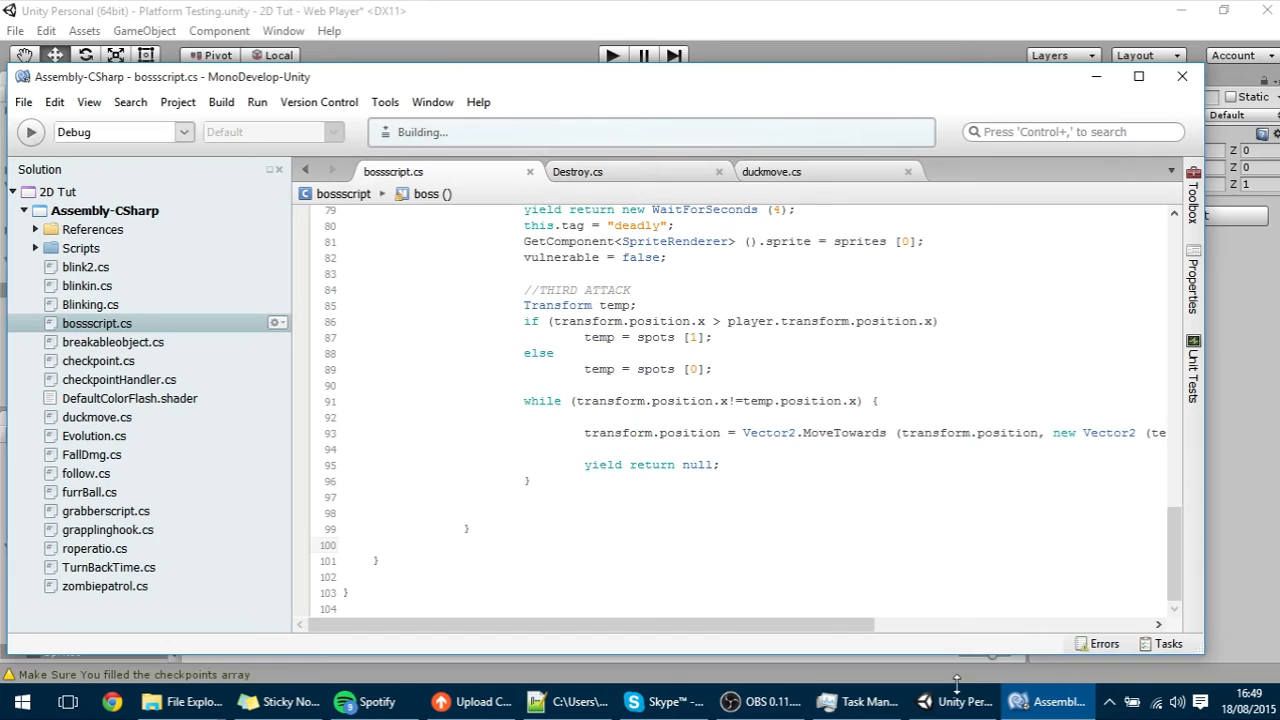 Unity Personal (64bit) - Platform Testing.unity - 2D Tut - Web Player* <DX11>
File Edit Assets GameObject Component Window Help
Pivot Local Layers Layout Account
Assembly-CSharp - bossscript.cs - MonoDevelop-Unity
Static
File Edit View Search Project Build Run Version Control Tools Window Help
Default
Debug Default Building... Press 'Control+,' to search
Z 0
Z 0
Z 1
Solution
bossscript.cs Destroy.cs duckmove.cs
2D Tut
bossscript boss ()
Assembly-CSharp
References
Scripts
blink2.cs
blinkin.cs
Blinking.cs
bossscript.cs
breakableobject.cs
checkpoint.cs
checkpointHandler.cs
DefaultColorFlash.shader
duckmove.cs
Evolution.cs
FallDmg.cs
follow.cs
furrBall.cs
grabberscript.cs
grapplinghook.cs
roperatio.cs
TurnBackTime.cs
zombiepatrol.cs
79 yield return new WaitForSeconds (4);
80 this.tag = "deadly";
81 GetComponent<SpriteRenderer> ().sprite = sprites [0];
82 vulnerable = false;
83
84 //THIRD ATTACK
85 Transform temp;
86 if (transform.position.x > player.transform.position.x)
87 temp = spots [1];
88 else
89 temp = spots [0];
90
91 while (transform.position.x!=temp.position.x) {
92
93 transform.position = Vector2.MoveTowards (transform.position, new Vector2 (te
94
95 yield return null;
96 }
97
98
99 }
100
101 }
102
103 }
104
Toolbox
Properties
Unit Tests
Errors Tasks
Make Sure You filled the checkpoints array
File Explo... Sticky No... Spotify Upload C... C:\Users\... Skype™ -... OBS 0.11.... Task Man... Unity Per... Assembl...
16:49
18/08/2015